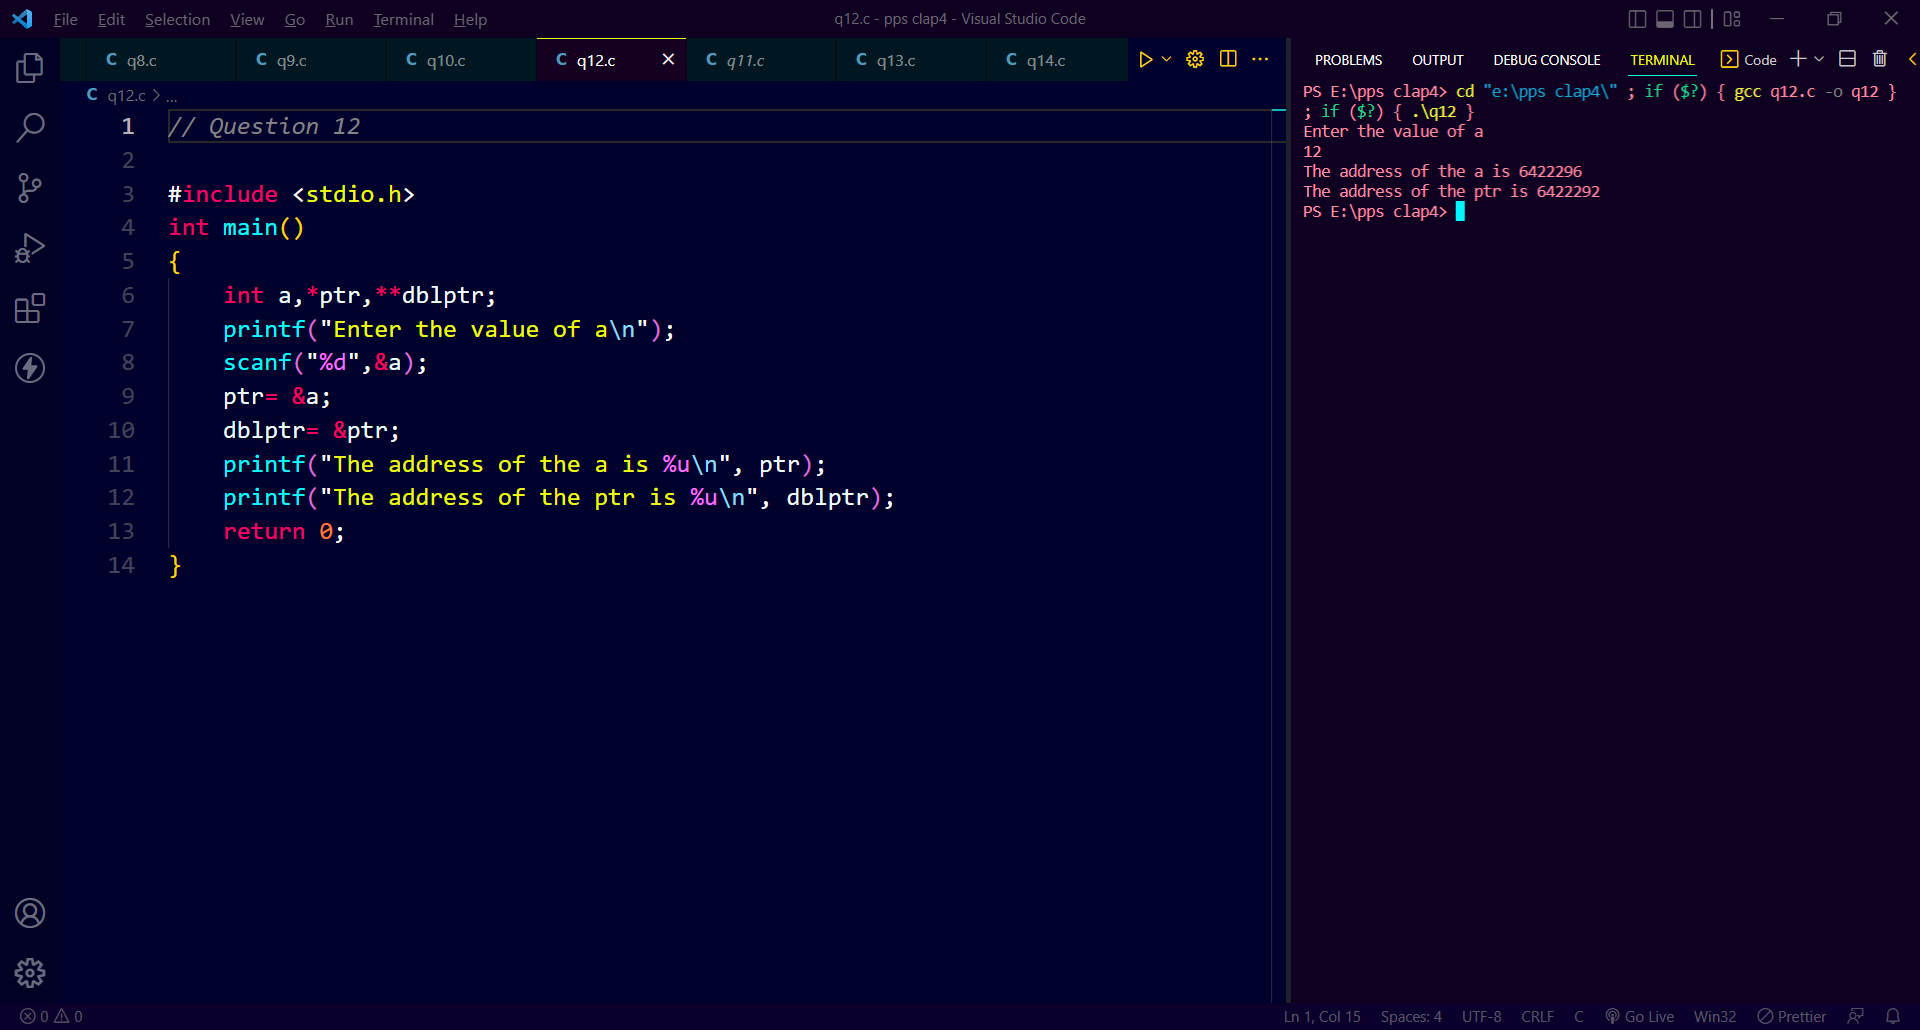 File Edit Selection View Go Run Terminal Help q12.c - pps clap4 - Visual Studio Code
C q8.c C q9.c C q10.c C q12.c C q11.c C q13.c C q14.c
C q12.c > ...
1 // Question 12
2
3 #include <stdio.h>
4 int main()
5 {
6 int a,*ptr,**dblptr;
7 printf("Enter the value of a\n");
8 scanf("%d",&a);
9 ptr= &a;
10 dblptr= &ptr;
11 printf("The address of the a is %u\n", ptr);
12 printf("The address of the ptr is %u\n", dblptr);
13 return 0;
14 }
PROBLEMS OUTPUT DEBUG CONSOLE TERMINAL Code
PS E:\pps clap4> cd "e:\pps clap4\" ; if ($?) { gcc q12.c -o q12 }
; if ($?) { .\q12 }
Enter the value of a
12
The address of the a is 6422296
The address of the ptr is 6422292
PS E:\pps clap4>
0 0 Ln 1, Col 15 Spaces: 4 UTF-8 CRLF C Go Live Win32 Prettier